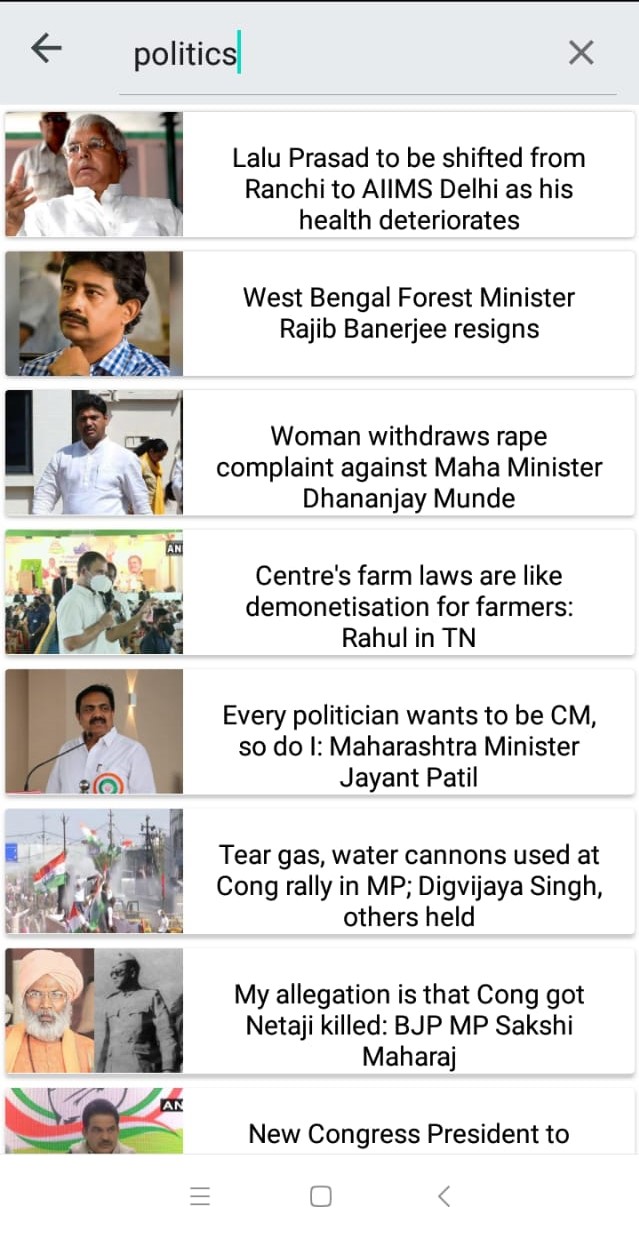 politics
Lalu Prasad to be shifted from
Ranchi to AIIMS Delhi as his
health deteriorates
West Bengal Forest Minister
Rajib Banerjee resigns
Woman withdraws rape
complaint against Maha Minister
Dhananjay Munde
AN
Centre's farm laws are like
demonetisation for farmers:
Rahul in TN
Every politician wants to be CM,
so do I: Maharashtra Minister
Jayant Patil
Tear gas, water cannons used at
Cong rally in MP; Digvijaya Singh,
others held
My allegation is that Cong got
Netaji killed: BJP MP Sakshi
Maharaj
AN
New Congress President to